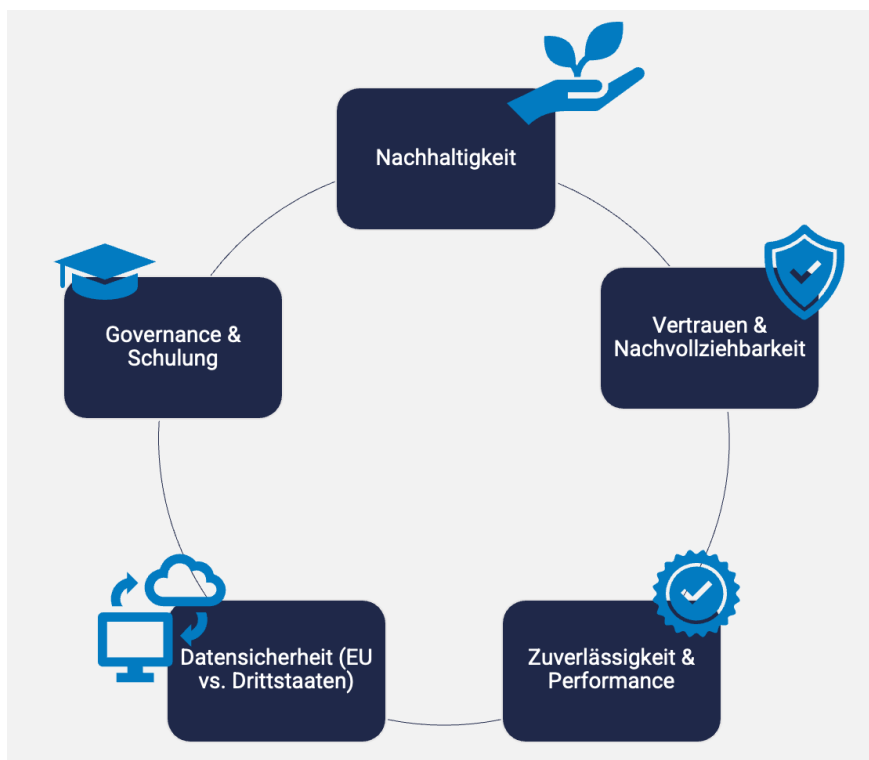 Nachhaltigkeit
Vertrauen &
Nachvollziehbarkeit
Zuverlässigkeit &
Performance
Datensicherheit (EU
vs. Drittstaaten)
Governance &
Schulung